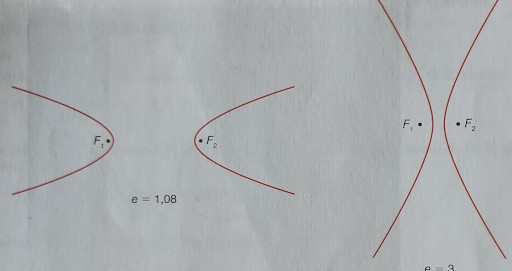 F₁
F₂
e = 1,08
F₁
F₂
e = 3